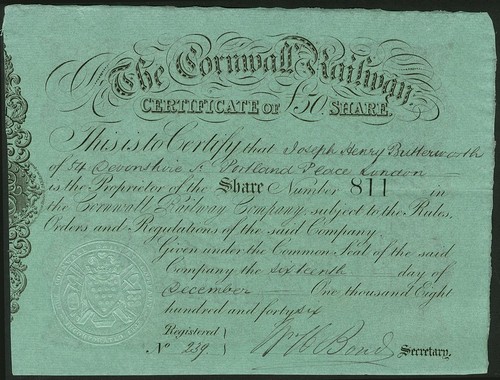 The Cornwall Railway.
CERTIFICATE OF £50. SHARE.
This is to Certify that Joseph Henry Butterworth
of 54 Devonshire St Portland Place London
is the Proprietor of the Share Number 811 in
the Cornwall Railway Company, subject to the Rules,
Orders and Regulations of the said Company.
Given under the Common Seal of the said
Company the sixteenth day of
December One thousand Eight
hundred and forty six
Registered
No 239. Wm H Bond Secretary.